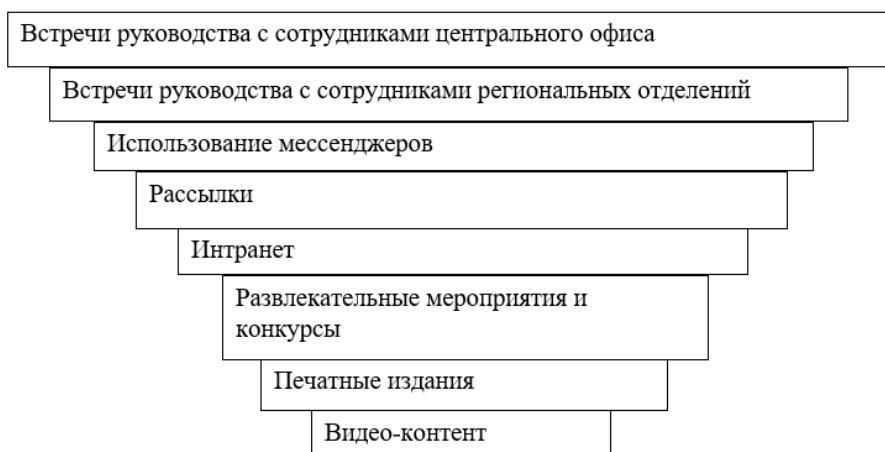 Встречи руководства с сотрудниками центрального офиса
Встречи руководства с сотрудниками региональных отделений
Использование мессенджеров
Рассылки
Интранет
Развлекательные мероприятия и
конкурсы
Печатные издания
Видео-контент